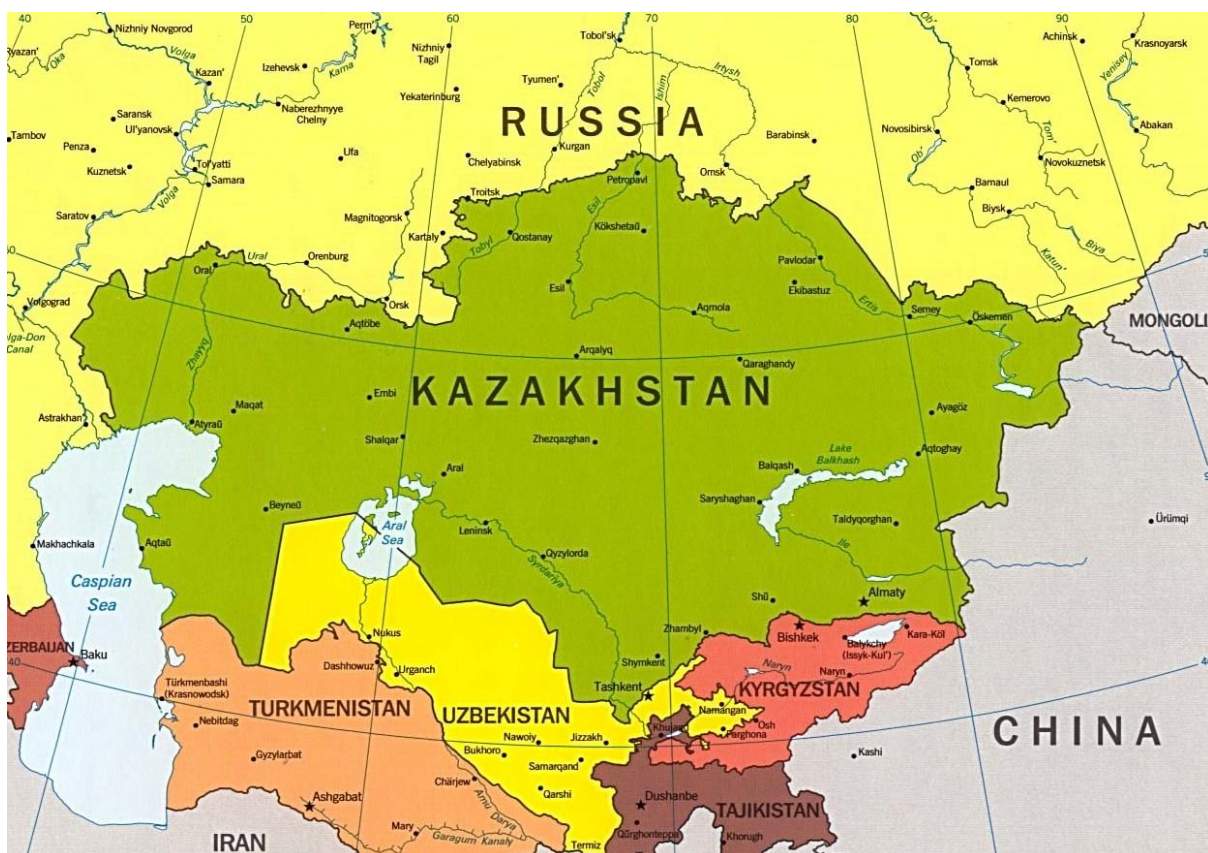 40
50
60
70
80
90
Nizhniy Novgorod
Perm'
Nizhniy
Tagil
Tobol'sk
Ob'
Ob'
Achinsk
Krasnoyarsk
Ryazan'
Oka
Volga
Kazan'
Izehevsk
Kama
Tyumen'
Tobol
Ishim
Irtysh
Tomsk
Yenisey
Saransk
Naberezhnyye
Chelny
Yekaterinburg
RUSSIA
Kemerovo
Tom'
Abakan
Tambov
Ul'yanovsk
Penza
Kuznetsk
Tol'yatti
Samara
Volga
Ufa
Chelyabinsk
Kurgan
Barabinsk
Novosibirsk
Ob'
Novokuznetsk
Troitsk
Petropavl
Omsk
Barnaul
Saratov
Magnitogorsk
Esil
Biysk
Biya
Kartaly
Qostanay
Tobyl
Kökshetaū
Katun'
50
Oral
Ural
Orenburg
Pavlodar
Volgograd
Orsk
Esil
Ekibastuz
Aqmola
Ertis
Semey
Öskemen
MONGOLI
lga-Don
Canal
Zhayyq
Aqtöbe
Arqalyq
Qaraghandy
KAZAKHSTAN
Embi
Astrakhan'
Maqat
Atyraū
Ayagöz
Shalqar
Zhezqazghan
Lake
Balkhash
Aqtoghay
Aral
Balqash
Saryshaghan
Beyneū
Aral
Sea
Leninsk
Taldyqorghan
Ürümqi
Makhachkala
Aqtaū
Qyzylorda
Ile
Syrdariya
Caspian
Sea
Shū
Almaty
Nukus
Zhambyl
Bishkek
Kara-Köl
ZERBAIJAN
40
Baku
Dashhowuz
Urganch
Shymkent
Balykchy
(Issyk-Kul')
40
Türkmenbashi
(Krasnowodsk)
Tashkent
Naryn
Naryn
KYRGYZSTAN
TURKMENISTAN
UZBEKISTAN
Namangan
Nebitdag
Nawoiy
Jizzakh
Khujand
Osh
Farghona
CHINA
Gyzylarbat
Bukhoro
Samarqand
Kashi
Chärjew
Qarshi
Ashgabat
Amu Darya
Dushanbe
TAJIKISTAN
Mary
Garagum Kanaly
Qŭrghonteppa
Khorugh
IRAN
Termiz